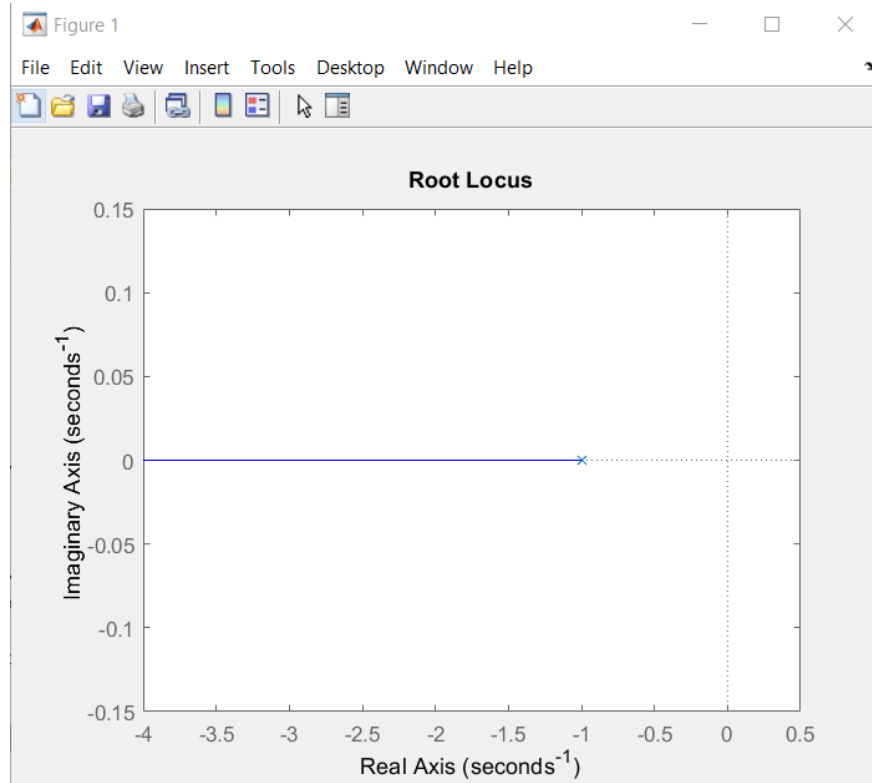 Figure 1
File Edit View Insert Tools Desktop Window Help
Root Locus
0.15
0.1
0.05
0
-0.05
-0.1
-0.15
Imaginary Axis (seconds⁻¹)
-4 -3.5 -3 -2.5 -2 -1.5 -1 -0.5 0 0.5
Real Axis (seconds⁻¹)